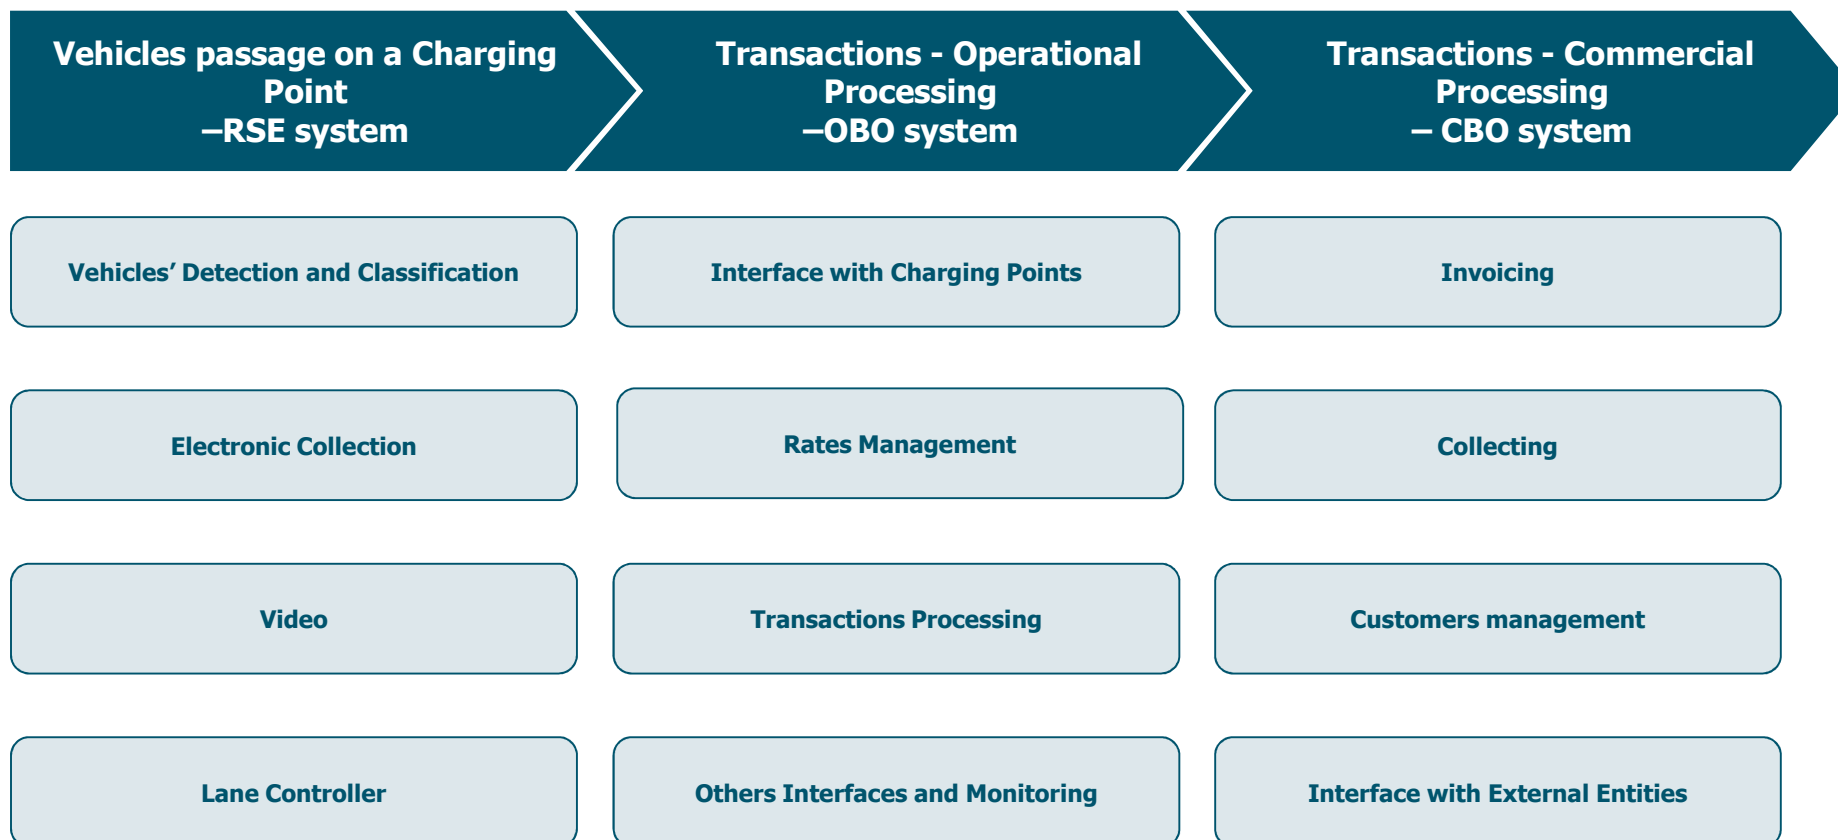 Vehicles passage on a Charging
Point
–RSE system
Transactions - Operational
Processing
–OBO system
Transactions - Commercial
Processing
– CBO system
Vehicles’ Detection and Classification
Interface with Charging Points
Invoicing
Electronic Collection
Rates Management
Collecting
Video
Transactions Processing
Customers management
Lane Controller
Others Interfaces and Monitoring
Interface with External Entities